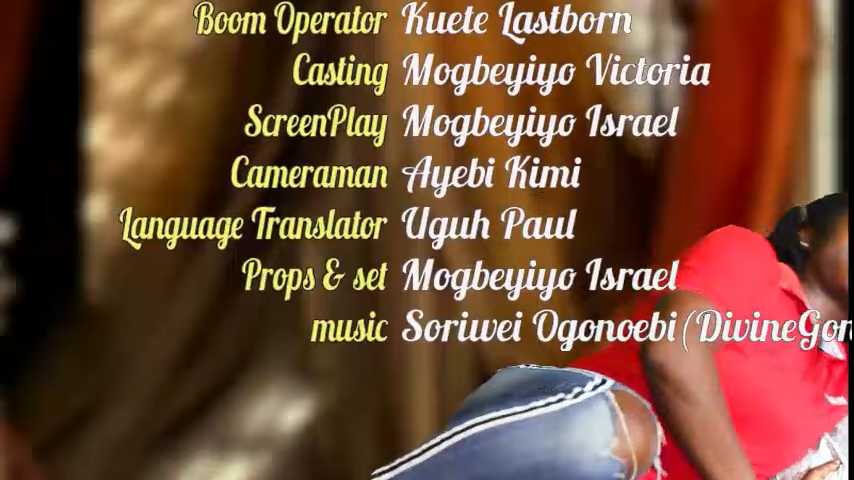 Boom Operator Kuete Lastborn
Casting Mogbeyiyo Victoria
ScreenPlay Mogbeyiyo Israel
Cameraman Ayebi Kimi
Language Translator Uguh Paul
Props & set Mogbeyiyo Israel
music Soriwei Ogonoebi(DivineGon